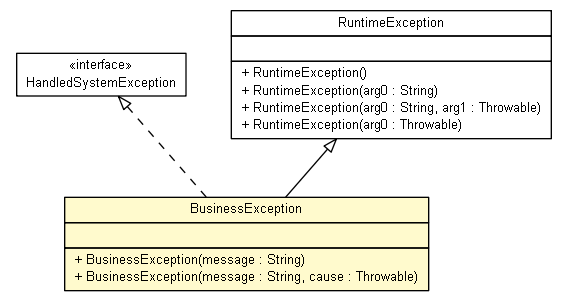 RuntimeException
+ RuntimeException()
+ RuntimeException(arg0 : String)
+ RuntimeException(arg0 : String, arg1 : Throwable)
+ RuntimeException(arg0 : Throwable)
«interface»
HandledSystemException
BusinessException
+ BusinessException(message : String)
+ BusinessException(message : String, cause : Throwable)